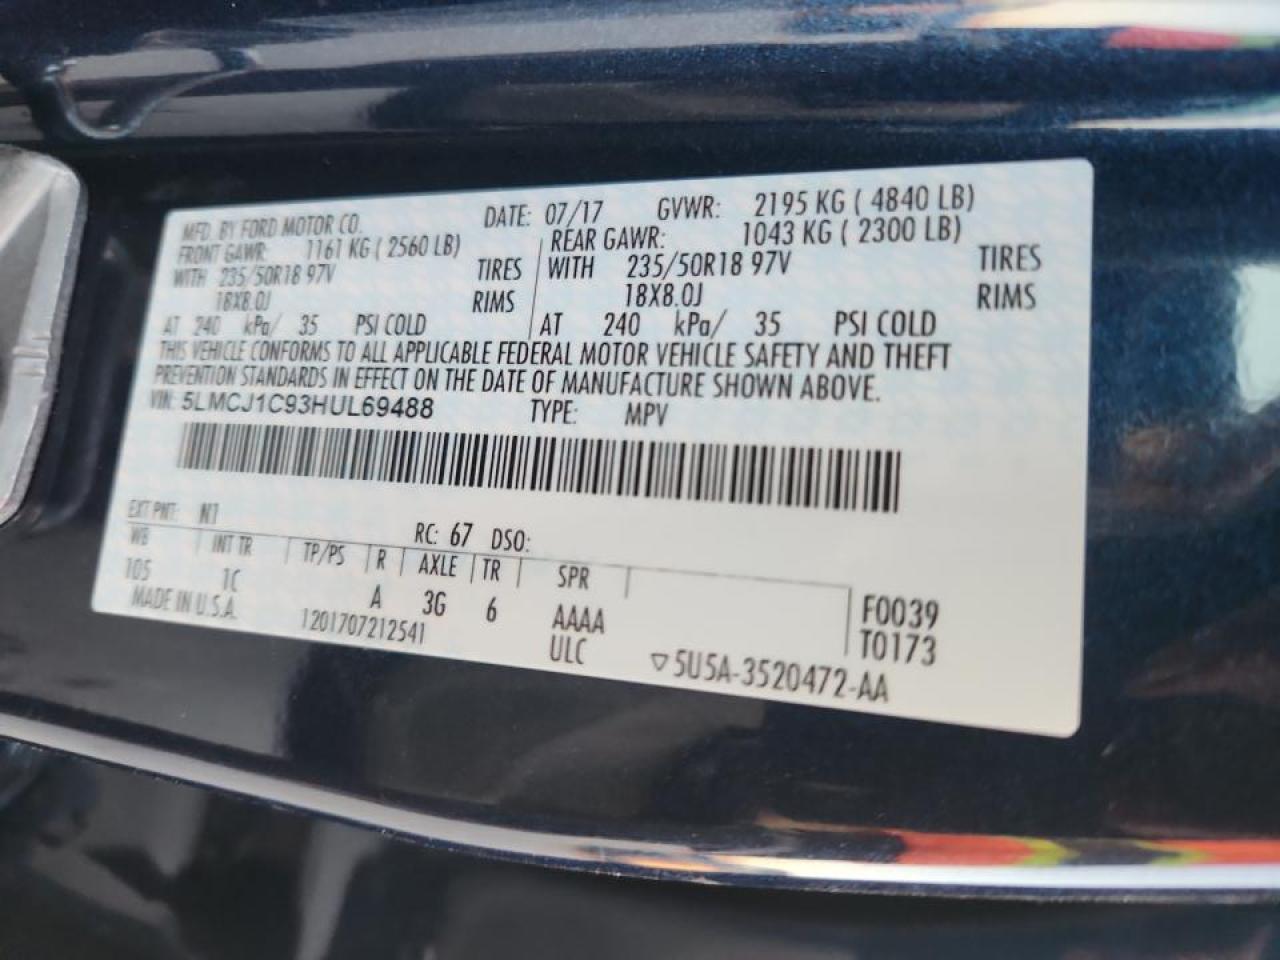 MFD. BY FORD MOTOR CO.
DATE: 07/17 GVWR: 2195 KG ( 4840 LB)
FRONT GAWR: 1161 KG ( 2560 LB)
WITH 235/50R18 97V TIRES
18X8.0J RIMS
AT 240 kPa/ 35 PSI COLD
REAR GAWR: 1043 KG ( 2300 LB)
WITH 235/50R18 97V TIRES
18X8.0J RIMS
AT 240 kPa/ 35 PSI COLD
THIS VEHICLE CONFORMS TO ALL APPLICABLE FEDERAL MOTOR VEHICLE SAFETY AND THEFT
PREVENTION STANDARDS IN EFFECT ON THE DATE OF MANUFACTURE SHOWN ABOVE.
VIN: 5LMCJ1C93HUL69488 TYPE: MPV
EXT PNT: N1 RC: 67 DSO:
WB INT TR TP/PS R AXLE TR SPR
105 1C A 3G 6 AAAA F0039
MADE IN U.S.A. 1201707212541 ULC T0173
▽5U5A-3520472-AA